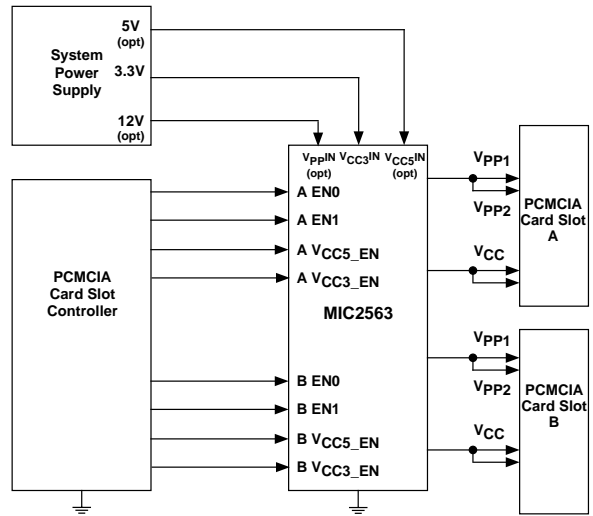 System
Power
Supply
5V
(opt)
3.3V
12V
(opt)
VPPIN
(opt)
VCC3IN
VCC5IN
(opt)
PCMCIA
Card Slot
Controller
A EN0
A EN1
A VCC5_EN
A VCC3_EN
MIC2563
B EN0
B EN1
B VCC5_EN
B VCC3_EN
VPP1
VPP2
VCC
PCMCIA
Card Slot
A
VPP1
VPP2
VCC
PCMCIA
Card Slot
B